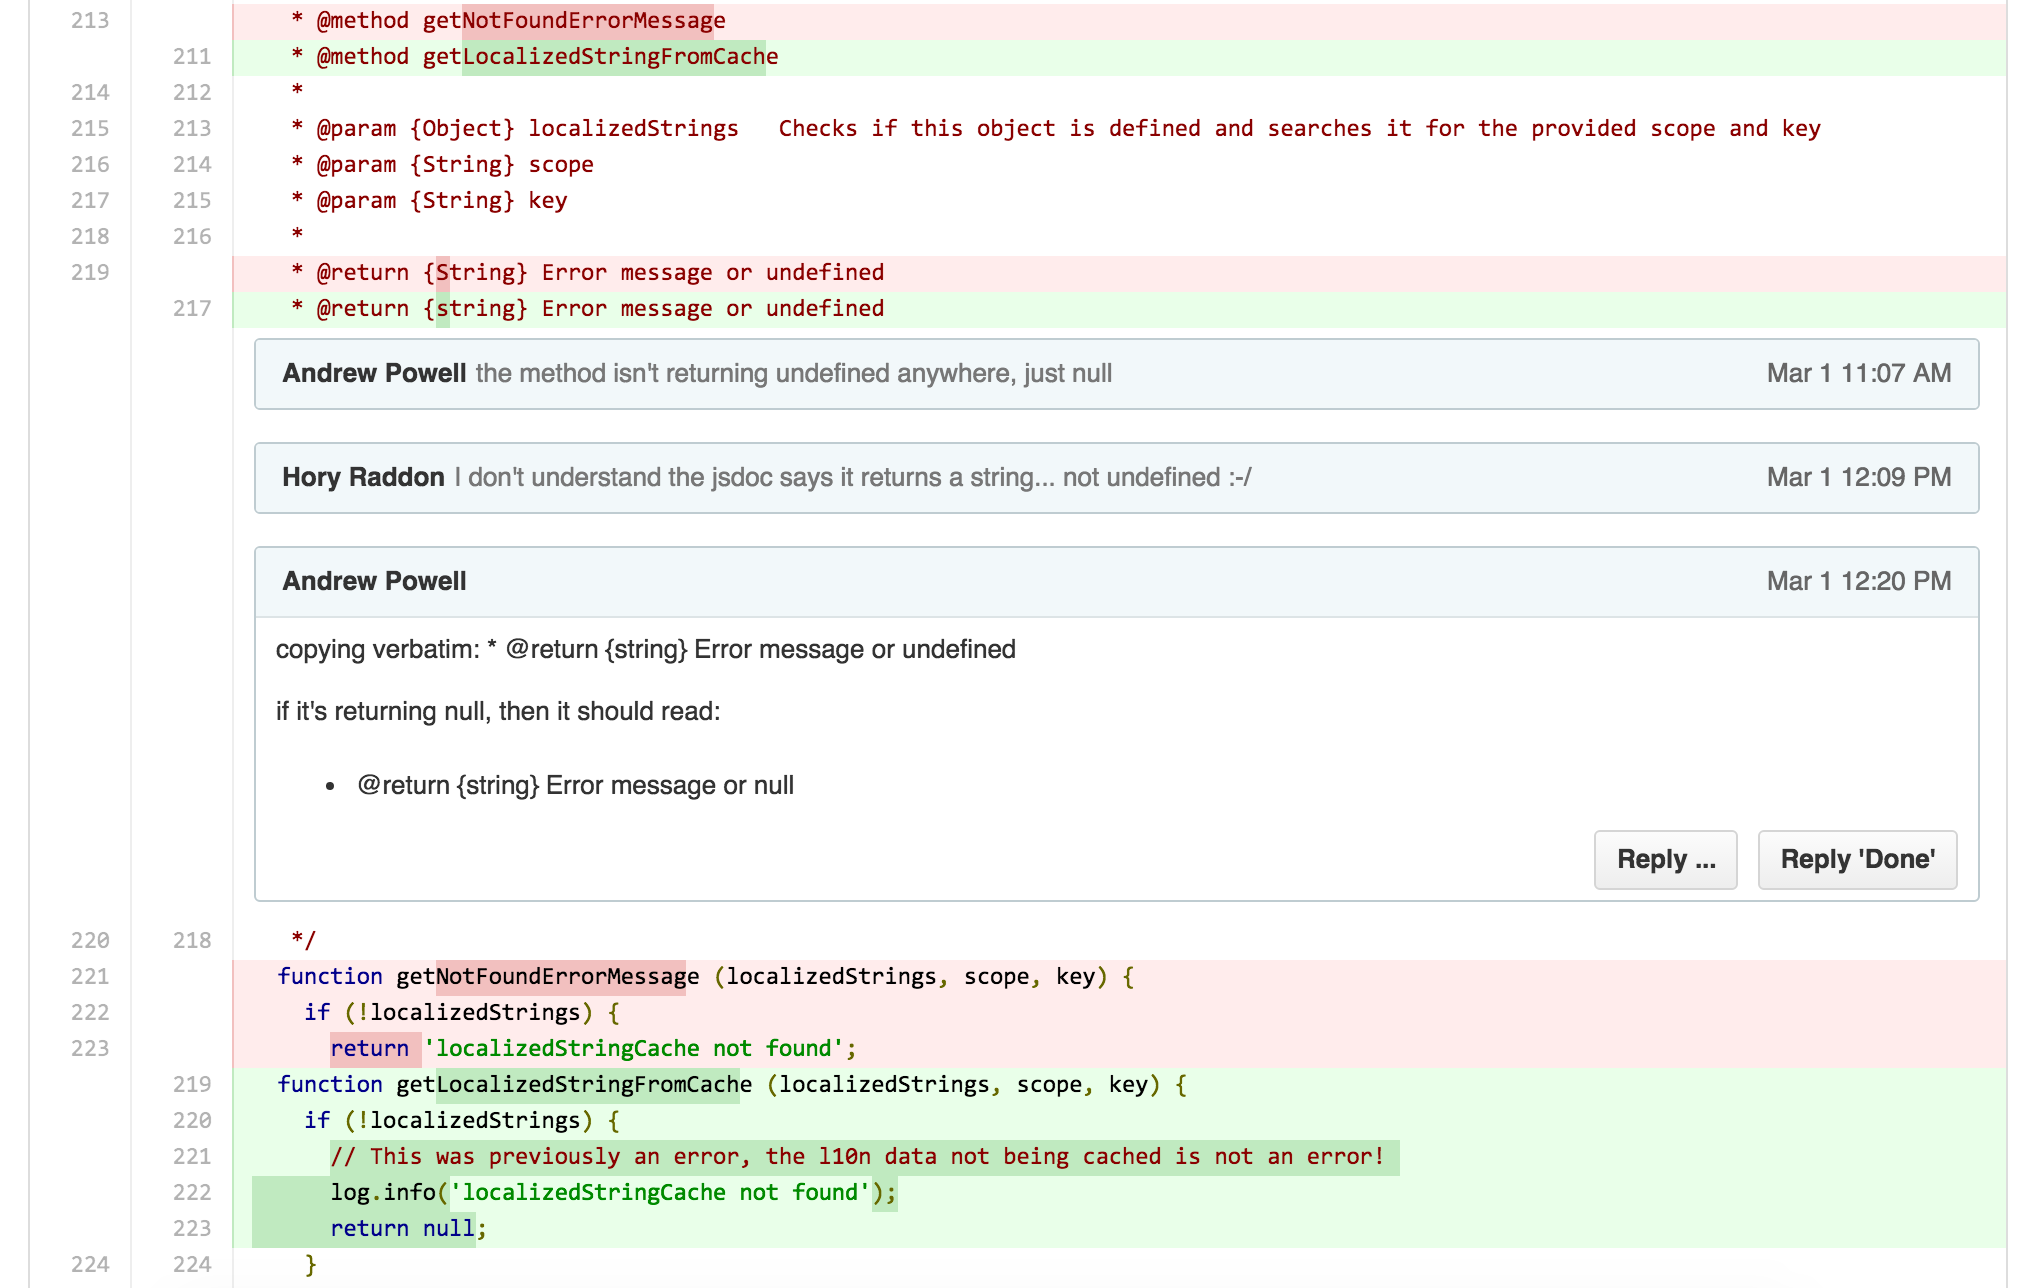 213 * @method getNotFoundErrorMessage
211 * @method getLocalizedStringFromCache
214 212 *
215 213 * @param {Object} localizedStrings   Checks if this object is defined and searches it for the provided scope and key
216 214 * @param {String} scope
217 215 * @param {String} key
218 216 *
219 * @return {String} Error message or undefined
217 * @return {string} Error message or undefined
Andrew Powell the method isn't returning undefined anywhere, just null Mar 1 11:07 AM
Hory Raddon I don't understand the jsdoc says it returns a string... not undefined :-/ Mar 1 12:09 PM
Andrew Powell Mar 1 12:20 PM
copying verbatim: * @return {string} Error message or undefined
if it's returning null, then it should read:
• @return {string} Error message or null
Reply ... Reply 'Done'
220 218 */
221 function getNotFoundErrorMessage (localizedStrings, scope, key) {
222 if (!localizedStrings) {
223 return 'localizedStringCache not found';
219 function getLocalizedStringFromCache (localizedStrings, scope, key) {
220 if (!localizedStrings) {
221 // This was previously an error, the l10n data not being cached is not an error!
222 log.info('localizedStringCache not found');
223 return null;
224 224 }